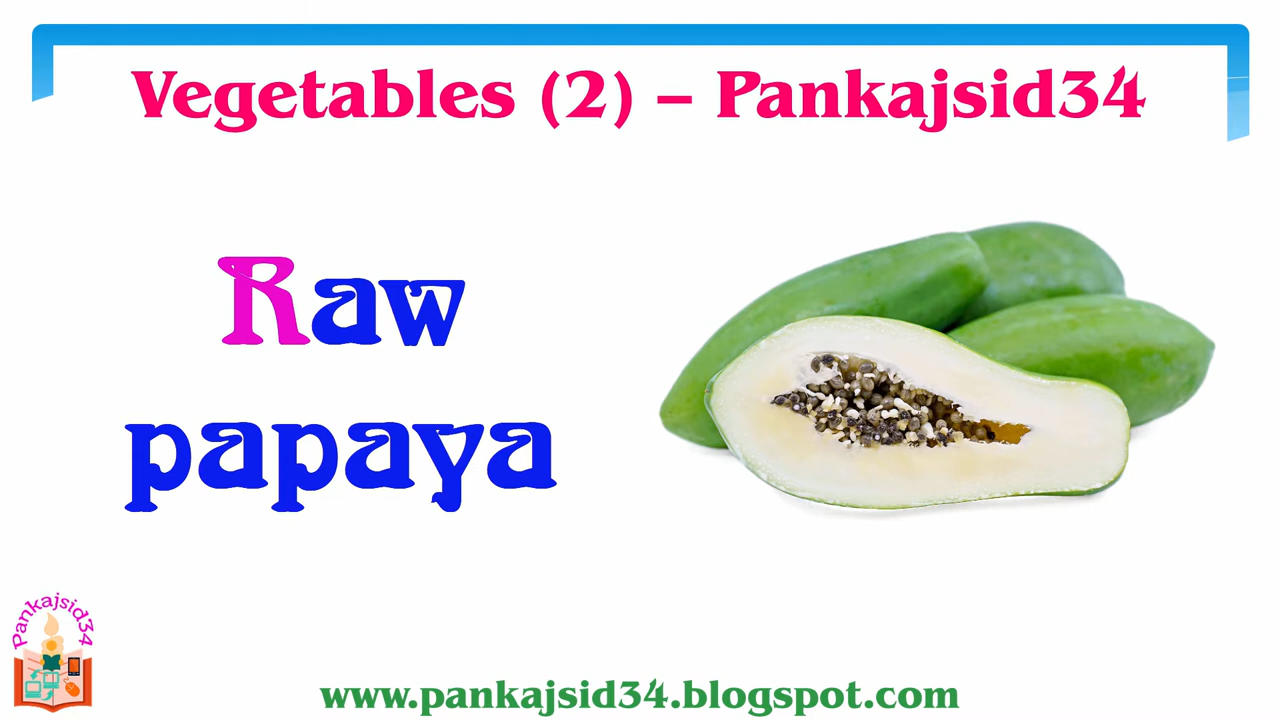 Vegetables (2) – Pankajsid34
Raw
papaya
Pankajsid34
www.pankajsid34.blogspot.com